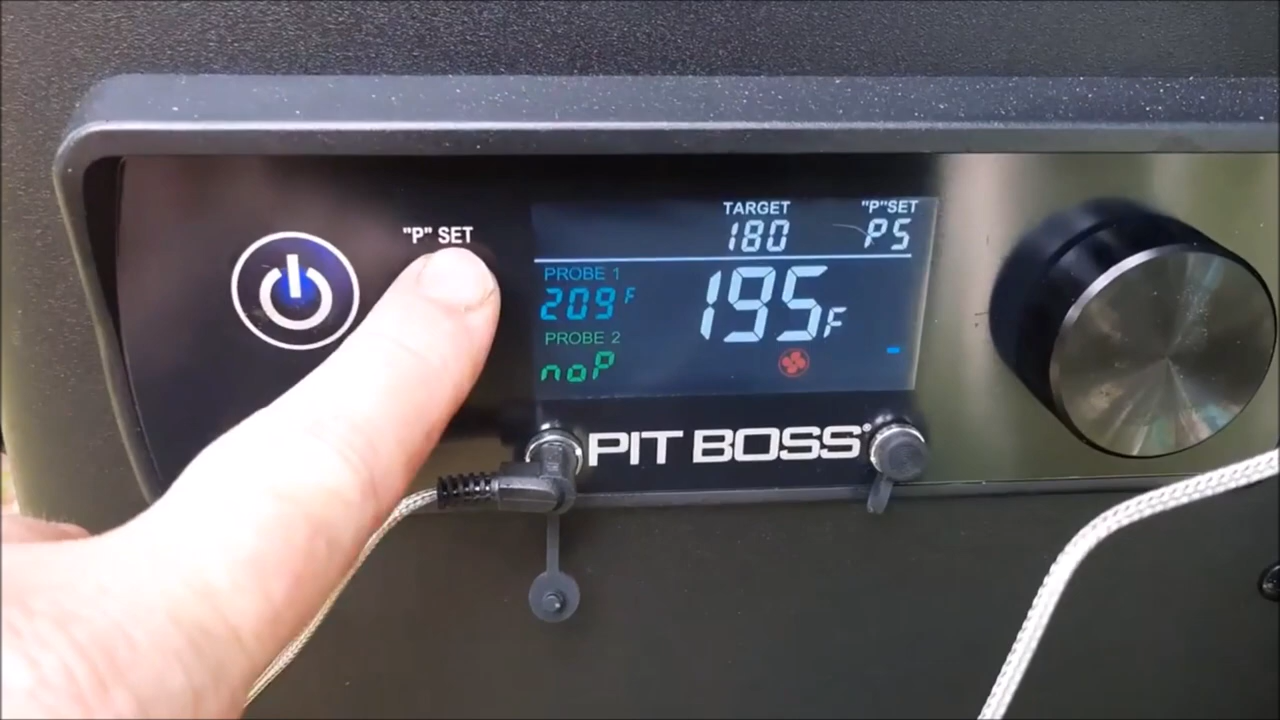 "P" SET
TARGET "P"SET
180 P5
PROBE 1
209F
195F
PROBE 2
noP
PIT BOSS®